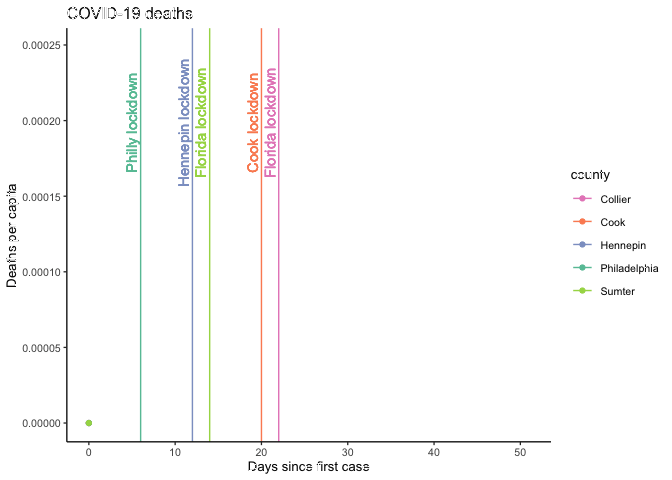 COVID-19 deaths
0.00025
0.00020
0.00015
0.00010
0.00005
0.00000
Deaths per capita
Philly lockdown
Hennepin lockdown
Florida lockdown
Cook lockdown
Florida lockdown
0
10
20
30
40
50
Days since first case
county
Collier
Cook
Hennepin
Philadelphia
Sumter